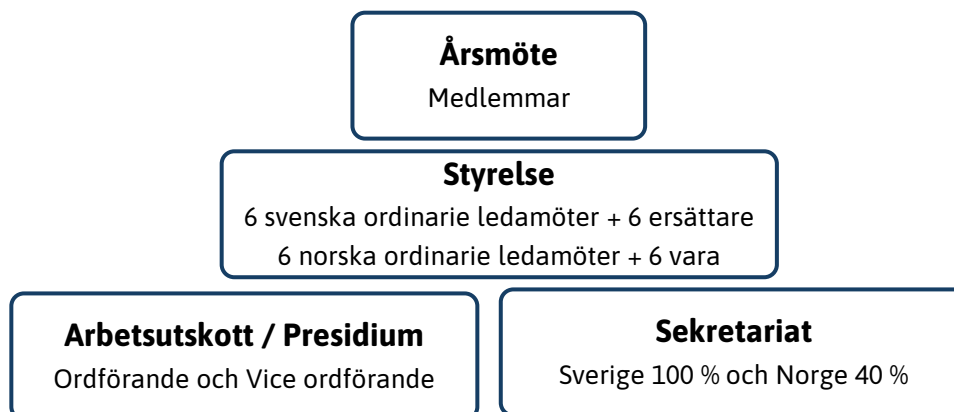 Årsmöte
Medlemmar
Styrelse
6 svenska ordinarie ledamöter + 6 ersättare
6 norska ordinarie ledamöter + 6 vara
Arbetsutskott / Presidium
Ordförande och Vice ordförande
Sekretariat
Sverige 100 % och Norge 40 %